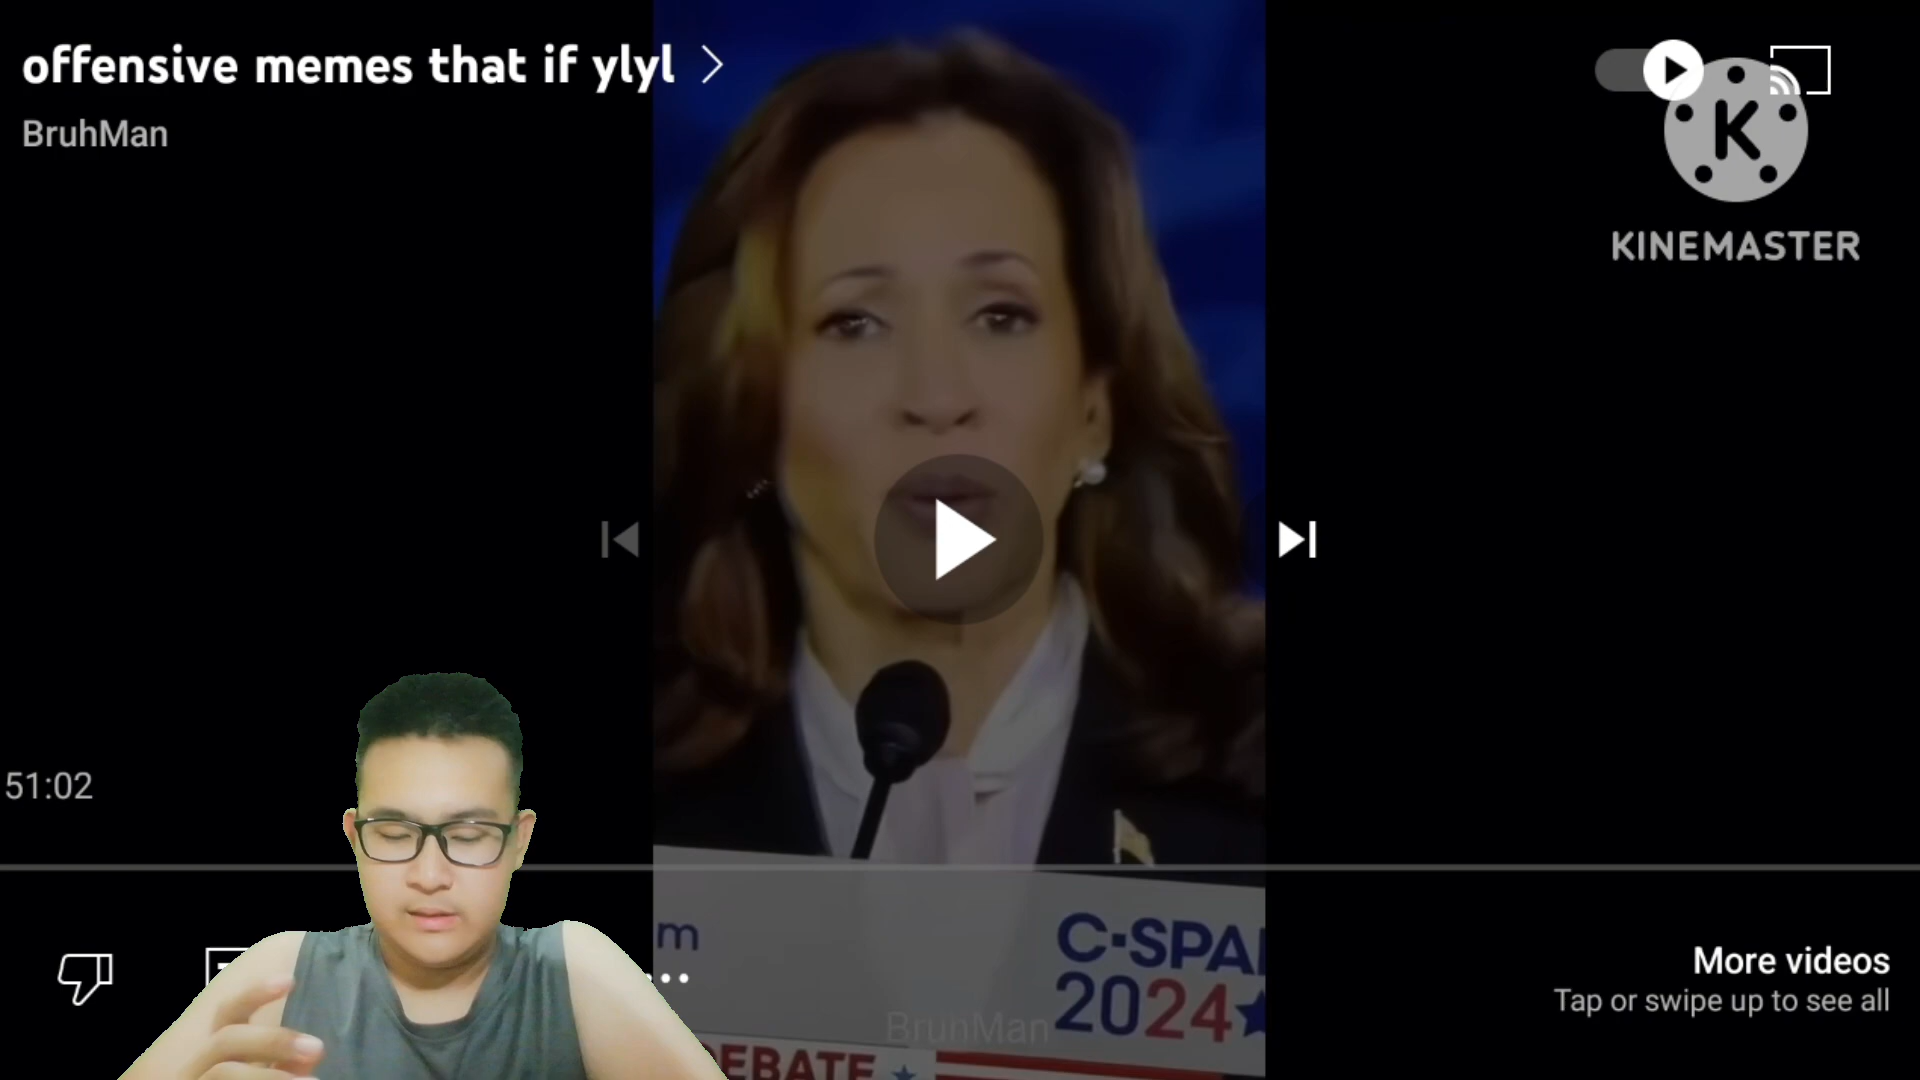 offensive memes that if ylyl
BruhMan
K
KINEMASTER
51:02
m
C-SPA
2024
BruhMan
EBATE
More videos
Tap or swipe up to see all